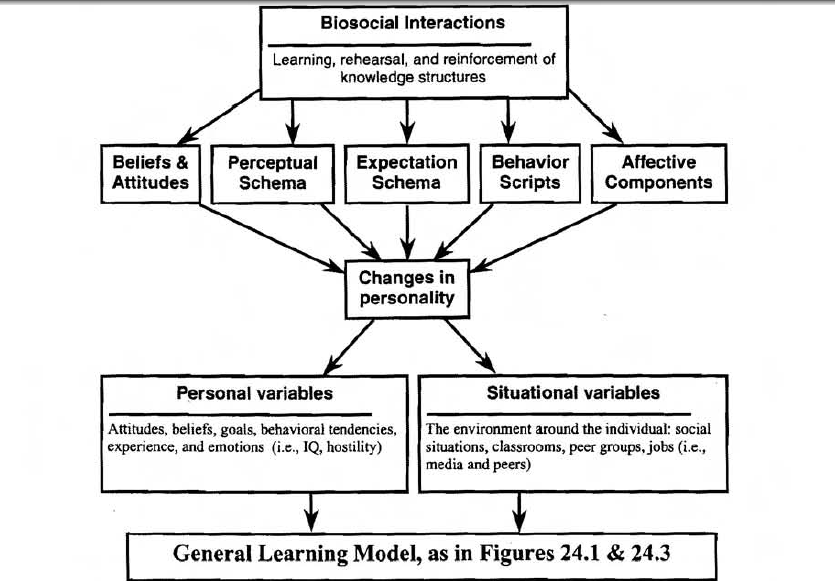 Biosocial Interactions
Learning, rehearsal, and reinforcement of
knowledge structures
Beliefs &
Attitudes
Perceptual
Schema
Expectation
Schema
Behavior
Scripts
Affective
Components
Changes in
personality
Personal variables
Attitudes, beliefs, goals, behavioral tendencies,
experience, and emotions (i.e., IQ, hostility)
Situational variables
The environment around the individual: social
situations, classrooms, peer groups, jobs (i.e.,
media and peers)
General Learning Model, as in Figures 24.1 & 24.3